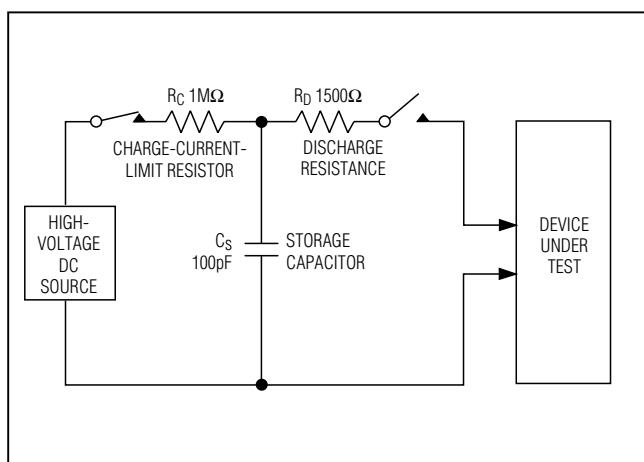 R_C 1MΩ
CHARGE-CURRENT-
LIMIT RESISTOR
R_D 1500Ω
DISCHARGE
RESISTANCE
HIGH-
VOLTAGE
DC
SOURCE
C_S
100pF
STORAGE
CAPACITOR
DEVICE
UNDER
TEST